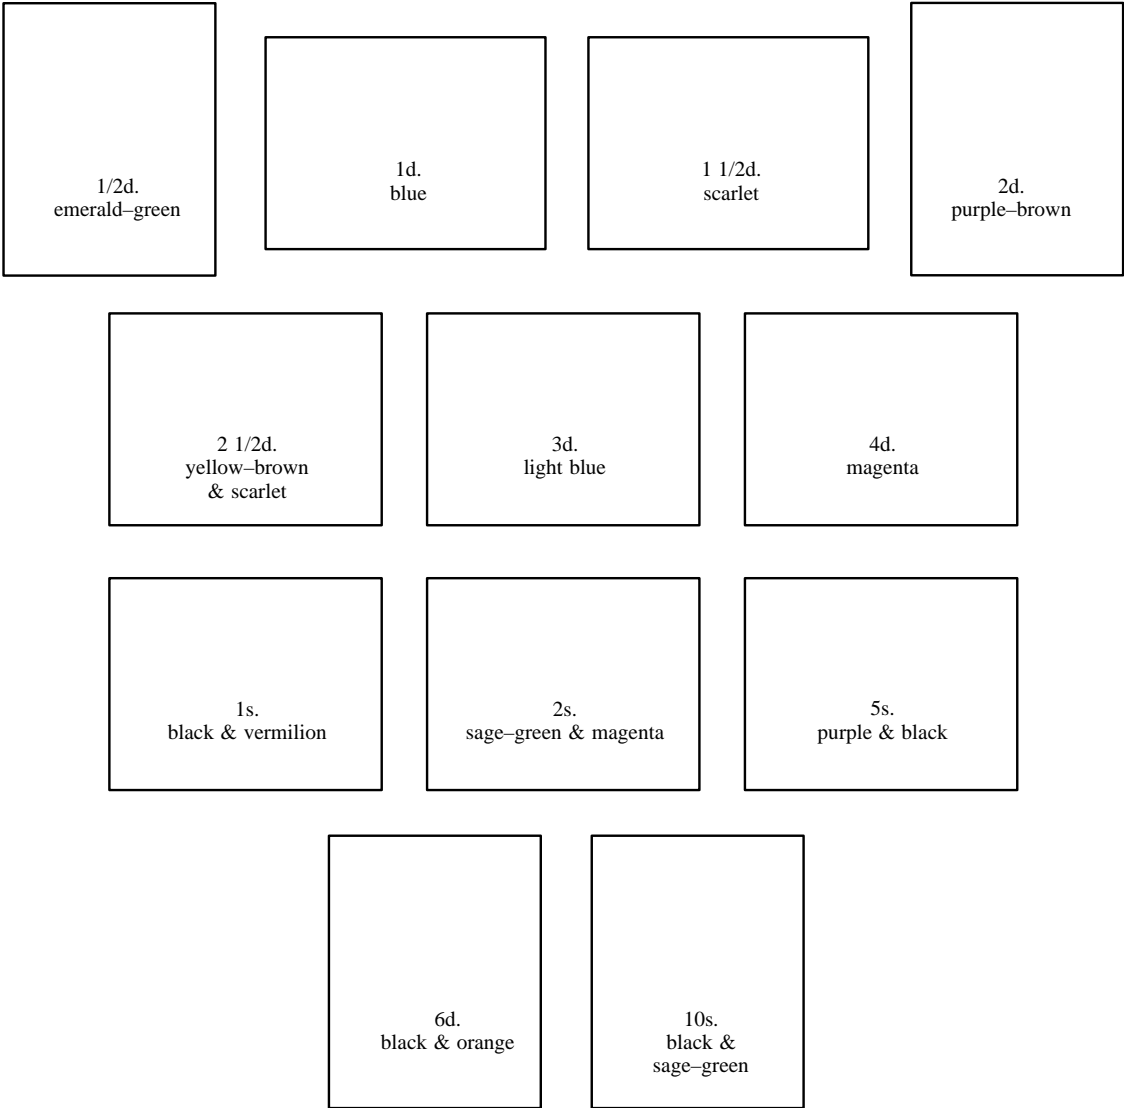 1/2d.
emerald–green
1d.
blue
1 1/2d.
scarlet
2d.
purple–brown
2 1/2d.
yellow–brown
& scarlet
3d.
light blue
4d.
magenta
1s.
black & vermilion
2s.
sage–green & magenta
5s.
purple & black
6d.
black & orange
10s.
black &
sage–green